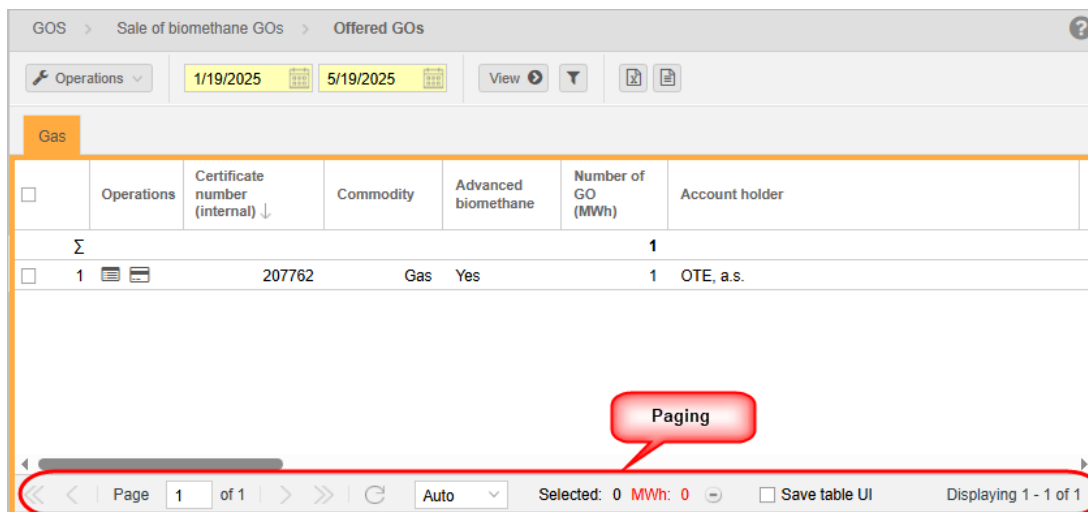 GOS > Sale of biomethane GOs > Offered GOs ?
Operations 1/19/2025 5/19/2025 View
Gas
Operations Certificate number (internal) ↓ Commodity Advanced biomethane Number of GO (MWh) Account holder
Σ 1
1 207762 Gas Yes 1 OTE, a.s.
Paging
Page 1 of 1 Auto Selected: 0 MWh: 0 Save table UI Displaying 1 - 1 of 1